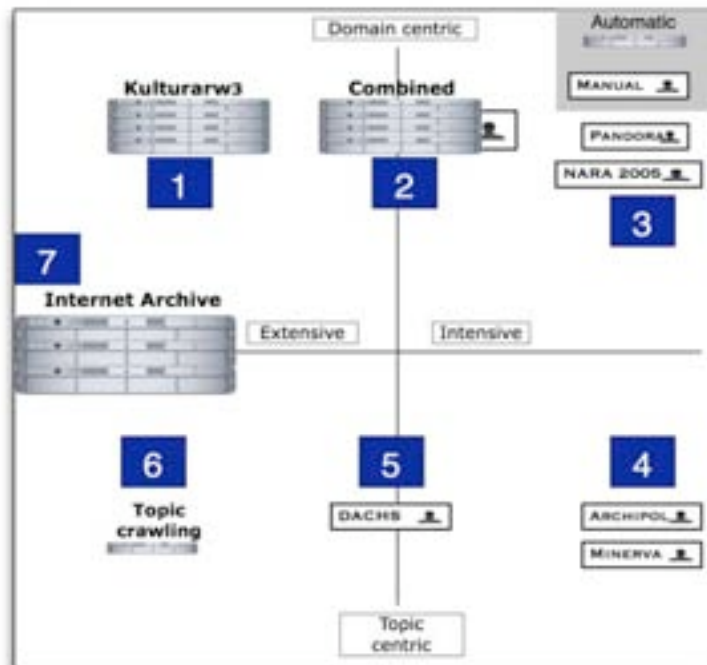 Domain centric
Automatic
MANUAL
Kulturarw3
Combined
PANDORA
NARA 2005
1
2
3
7
Internet Archive
Extensive
Intensive
6
5
4
Topic
crawling
DACHS
ARCHIPOL
MINERVA
Topic
centric